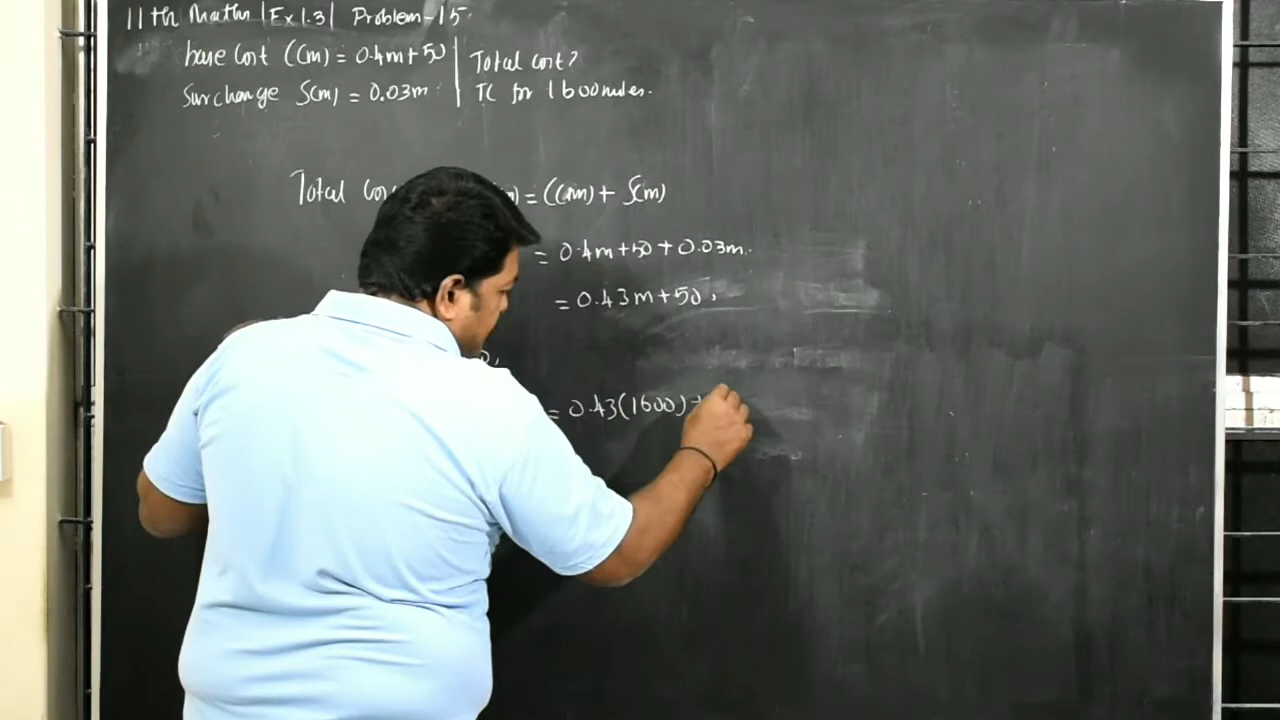 11th Maths | Ex 1.3 | Problem-15.
base Cost C(m) = 0.4m+50 | Total cost?
Surchange S(m) = 0.03m | TC for 1600 miles.
Total = C(m) + S(m)
= 0.4m+50+0.03m.
= 0.43m+50.
= 0.43(1600)+